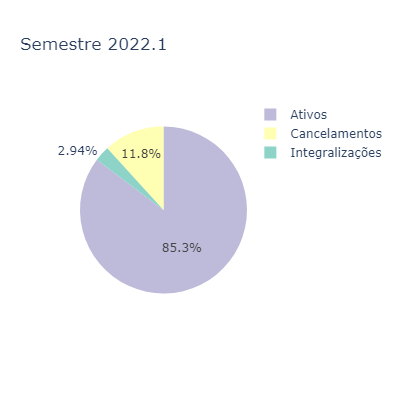 Semestre 2022.1
Ativos
Cancelamentos
Integralizações
2.94%
11.8%
85.3%